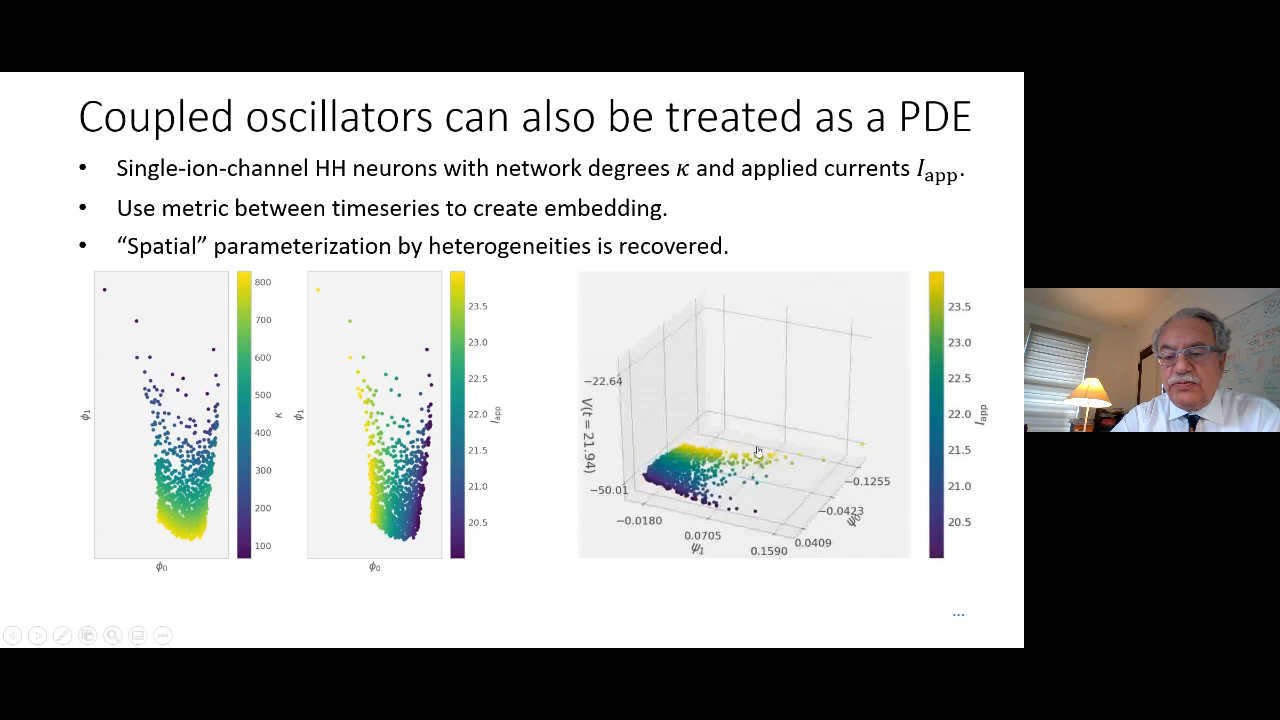 Coupled oscillators can also be treated as a PDE
• Single-ion-channel HH neurons with network degrees κ and applied currents I_app.
• Use metric between timeseries to create embedding.
• “Spatial” parameterization by heterogeneities is recovered.
ϕ₁
ϕ₀
800
700
600
500
400
300
200
100
κ
ϕ₁
ϕ₀
23.5
23.0
22.5
22.0
21.5
21.0
20.5
I_app
−22.64
V(t = 21.94)
−50.01
−0.0180
0.0705
0.1590
ψ₁
−0.1255
−0.0423
0.0409
ψ₀
23.5
23.0
22.5
22.0
21.5
21.0
20.5
I_app
...